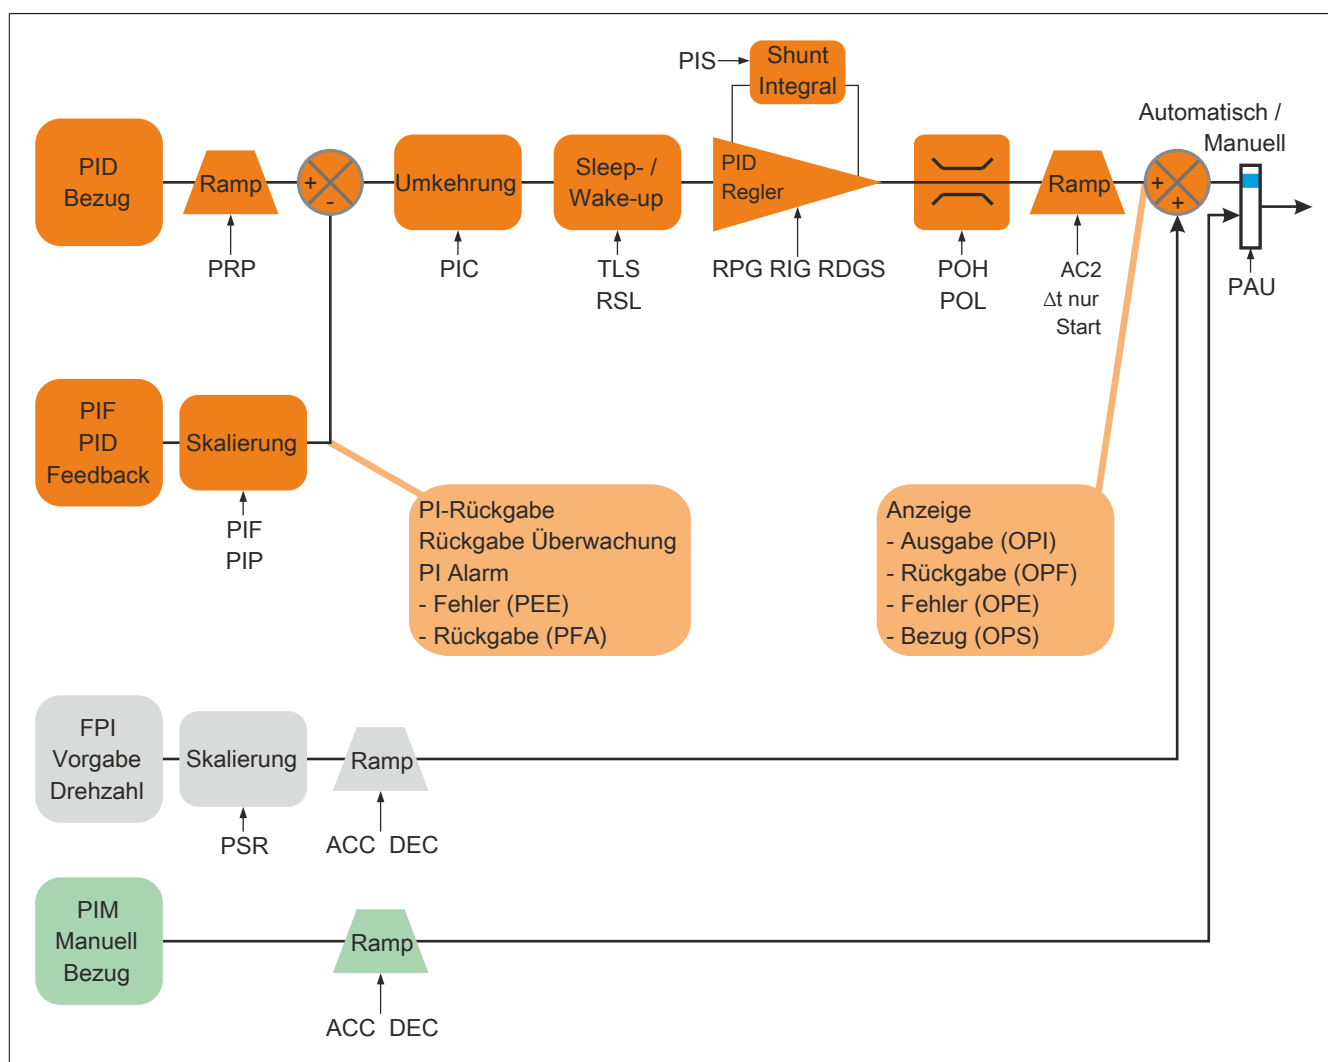 PIS
Shunt
Integral
Automatisch /
Manuell
PID
Bezug
Ramp
+
-
Umkehrung
Sleep- /
Wake-up
PID
Regler
Ramp
+
+
PRP
PIC
TLS
RSL
RPG RIG RDGS
POH
POL
AC2
Δt nur
Start
PAU
PIF
PID
Feedback
Skalierung
PIF
PIP
PI-Rückgabe
Rückgabe Überwachung
PI Alarm
- Fehler (PEE)
- Rückgabe (PFA)
Anzeige
- Ausgabe (OPI)
- Rückgabe (OPF)
- Fehler (OPE)
- Bezug (OPS)
FPI
Vorgabe
Drehzahl
Skalierung
Ramp
PSR
ACC DEC
PIM
Manuell
Bezug
Ramp
ACC DEC